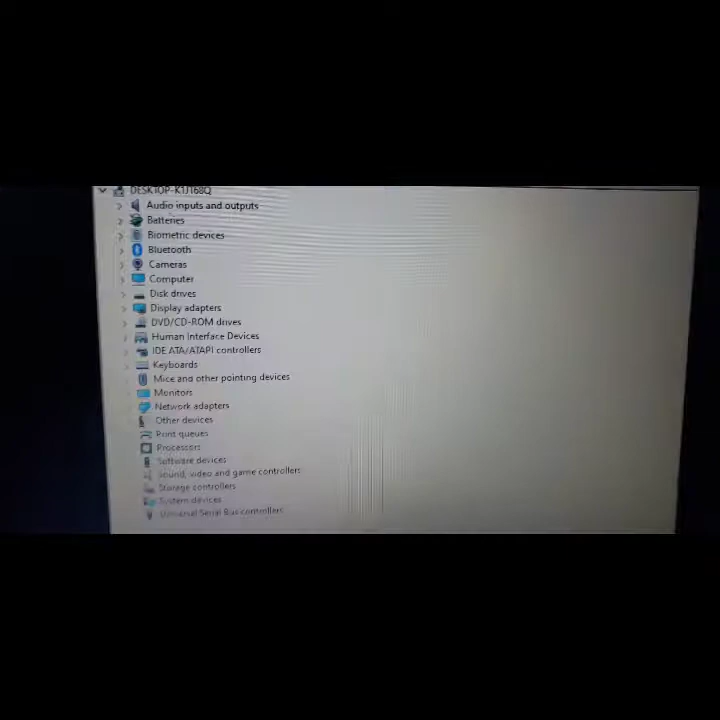 DESKTOP-K1J168Q
Audio inputs and outputs
Batteries
Biometric devices
Bluetooth
Cameras
Computer
Disk drives
Display adapters
DVD/CD-ROM drives
Human Interface Devices
IDE ATA/ATAPI controllers
Keyboards
Mice and other pointing devices
Monitors
Network adapters
Other devices
Print queues
Processors
Software devices
Sound, video and game controllers
Storage controllers
System devices
Universal Serial Bus controllers